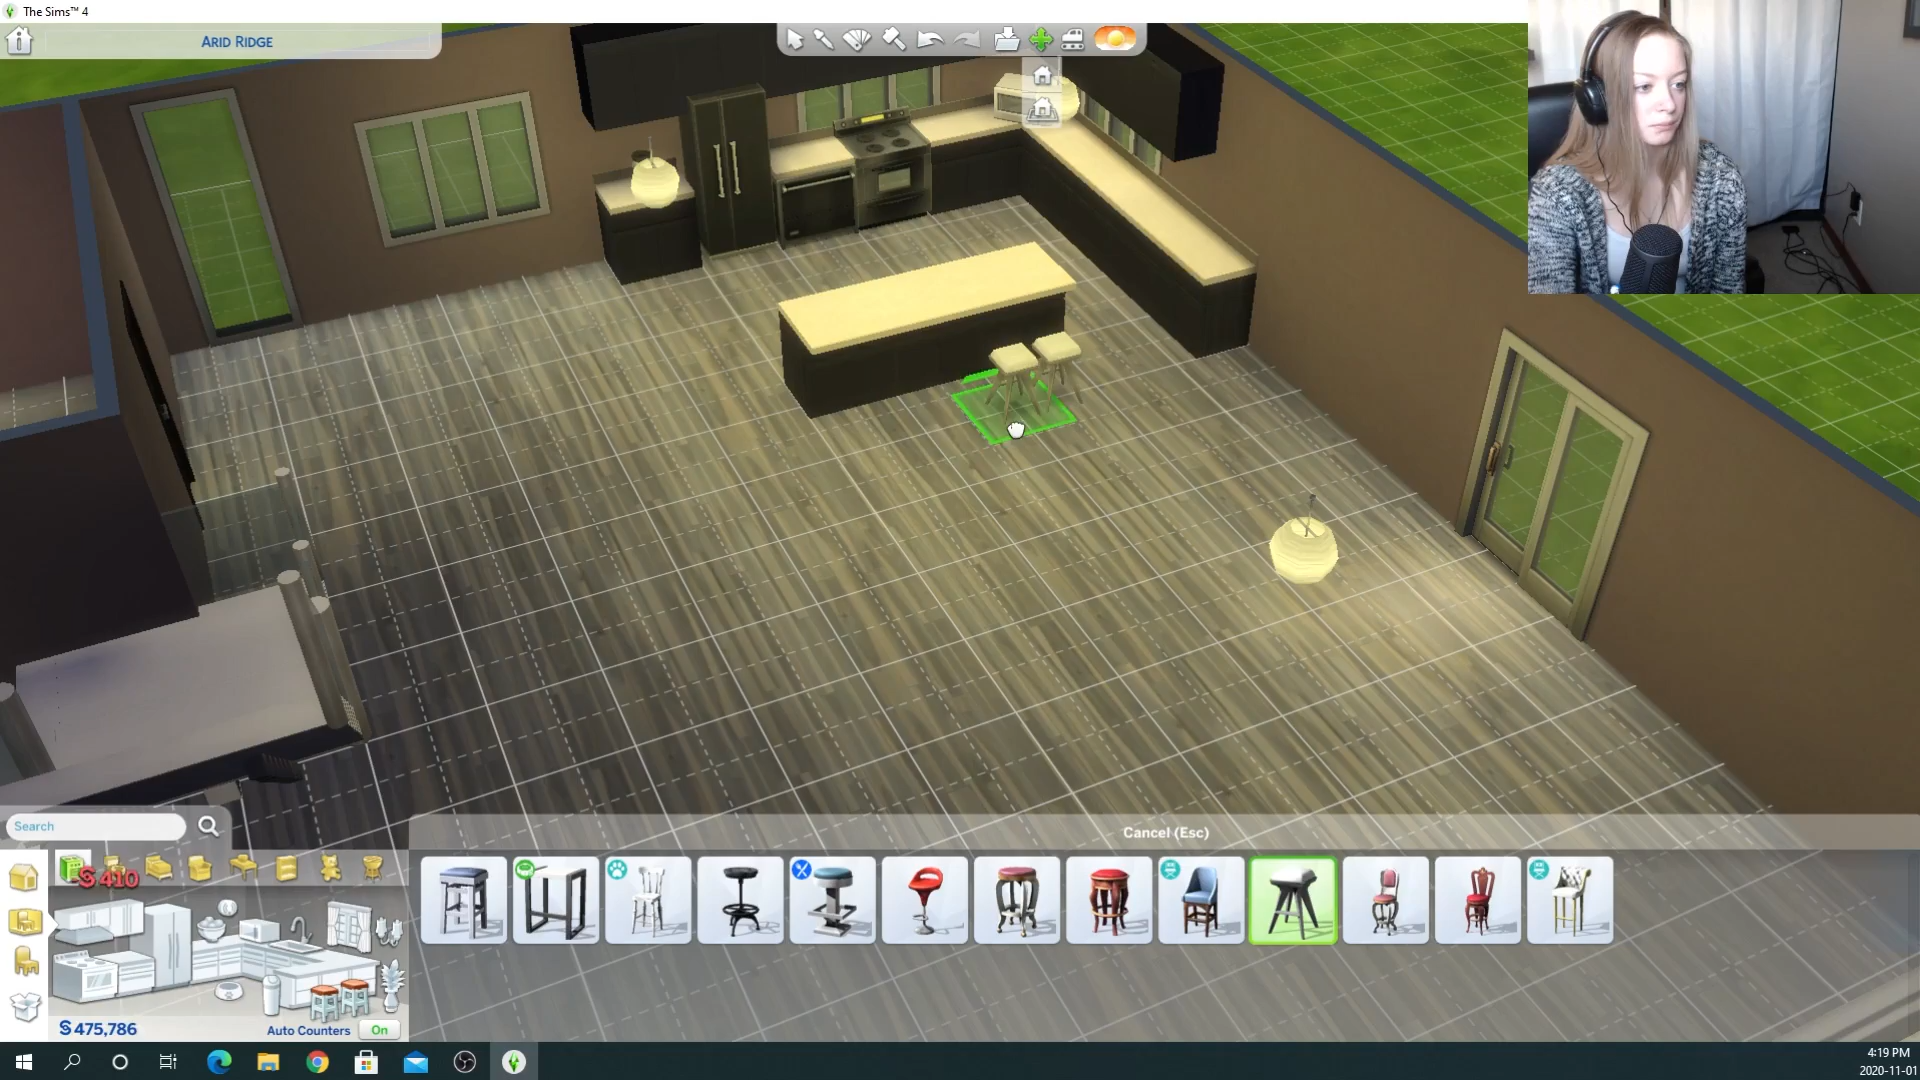 The Sims™ 4
ARID RIDGE
Cancel (Esc)
Search
$ 410
§475,786
Auto Counters
On
4:19 PM
2020-11-01